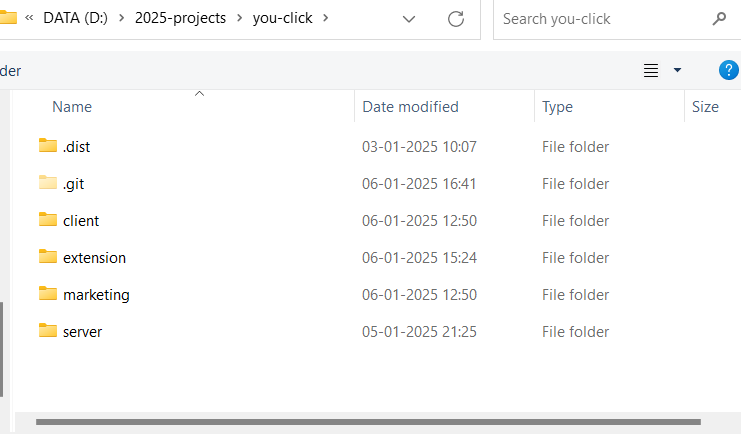 « DATA (D:) > 2025-projects > you-click >
Search you-click
der
?
Name Date modified Type Size
.dist 03-01-2025 10:07 File folder
.git 06-01-2025 16:41 File folder
client 06-01-2025 12:50 File folder
extension 06-01-2025 15:24 File folder
marketing 06-01-2025 12:50 File folder
server 05-01-2025 21:25 File folder